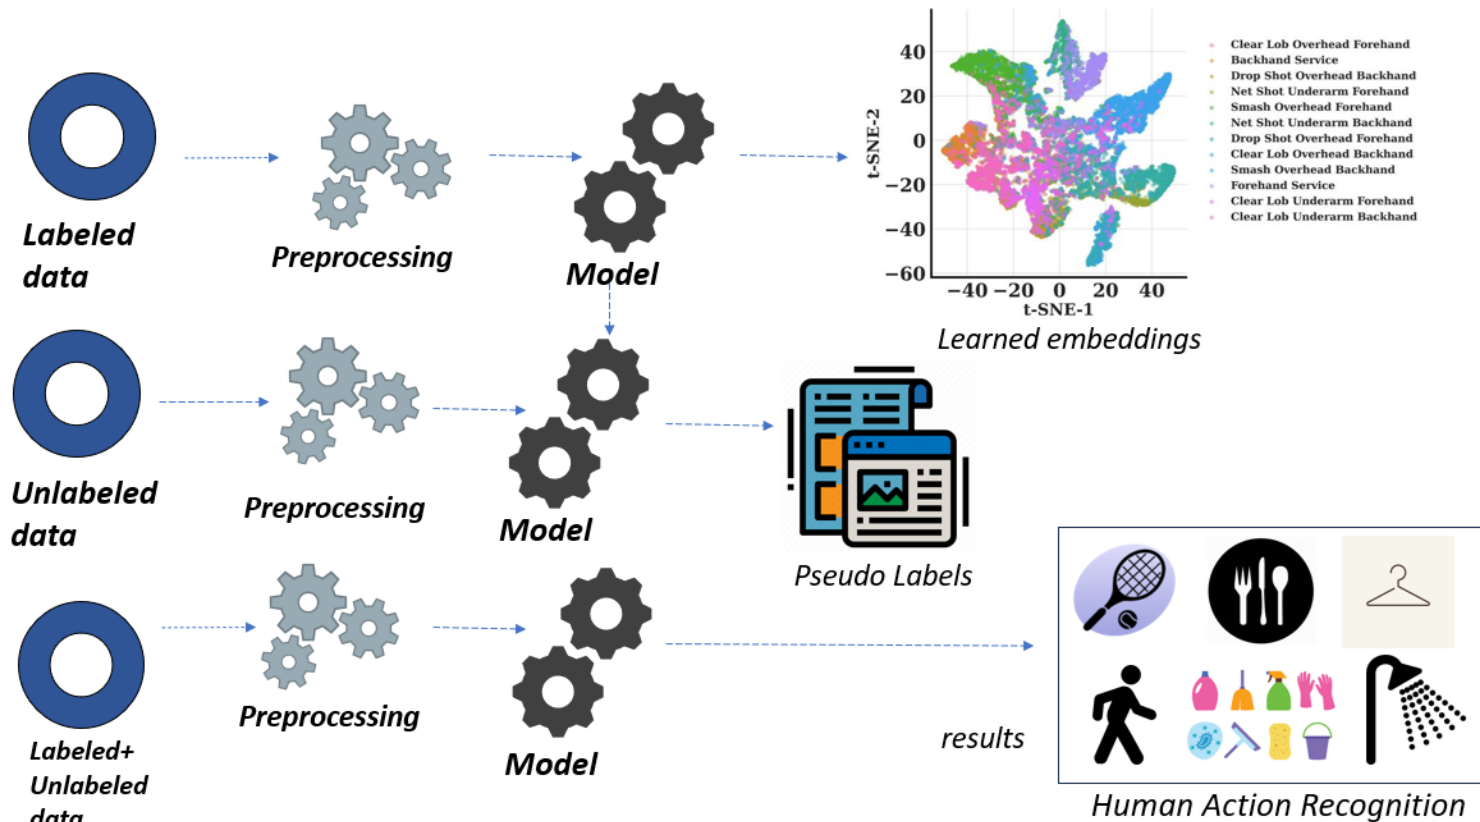 Labeled
data
Preprocessing
Model
40
20
0
−20
−40
−60
t-SNE-2
−40 −20 0 20 40
t-SNE-1
Clear Lob Overhead Forehand
Backhand Service
Drop Shot Overhead Backhand
Net Shot Underarm Forehand
Smash Overhead Forehand
Net Shot Underarm Backhand
Drop Shot Overhead Forehand
Clear Lob Overhead Backhand
Smash Overhead Backhand
Forehand Service
Clear Lob Underarm Forehand
Clear Lob Underarm Backhand
Learned embeddings
Unlabeled
data
Preprocessing
Model
Pseudo Labels
Labeled+
Unlabeled
data
Preprocessing
Model
results
Human Action Recognition